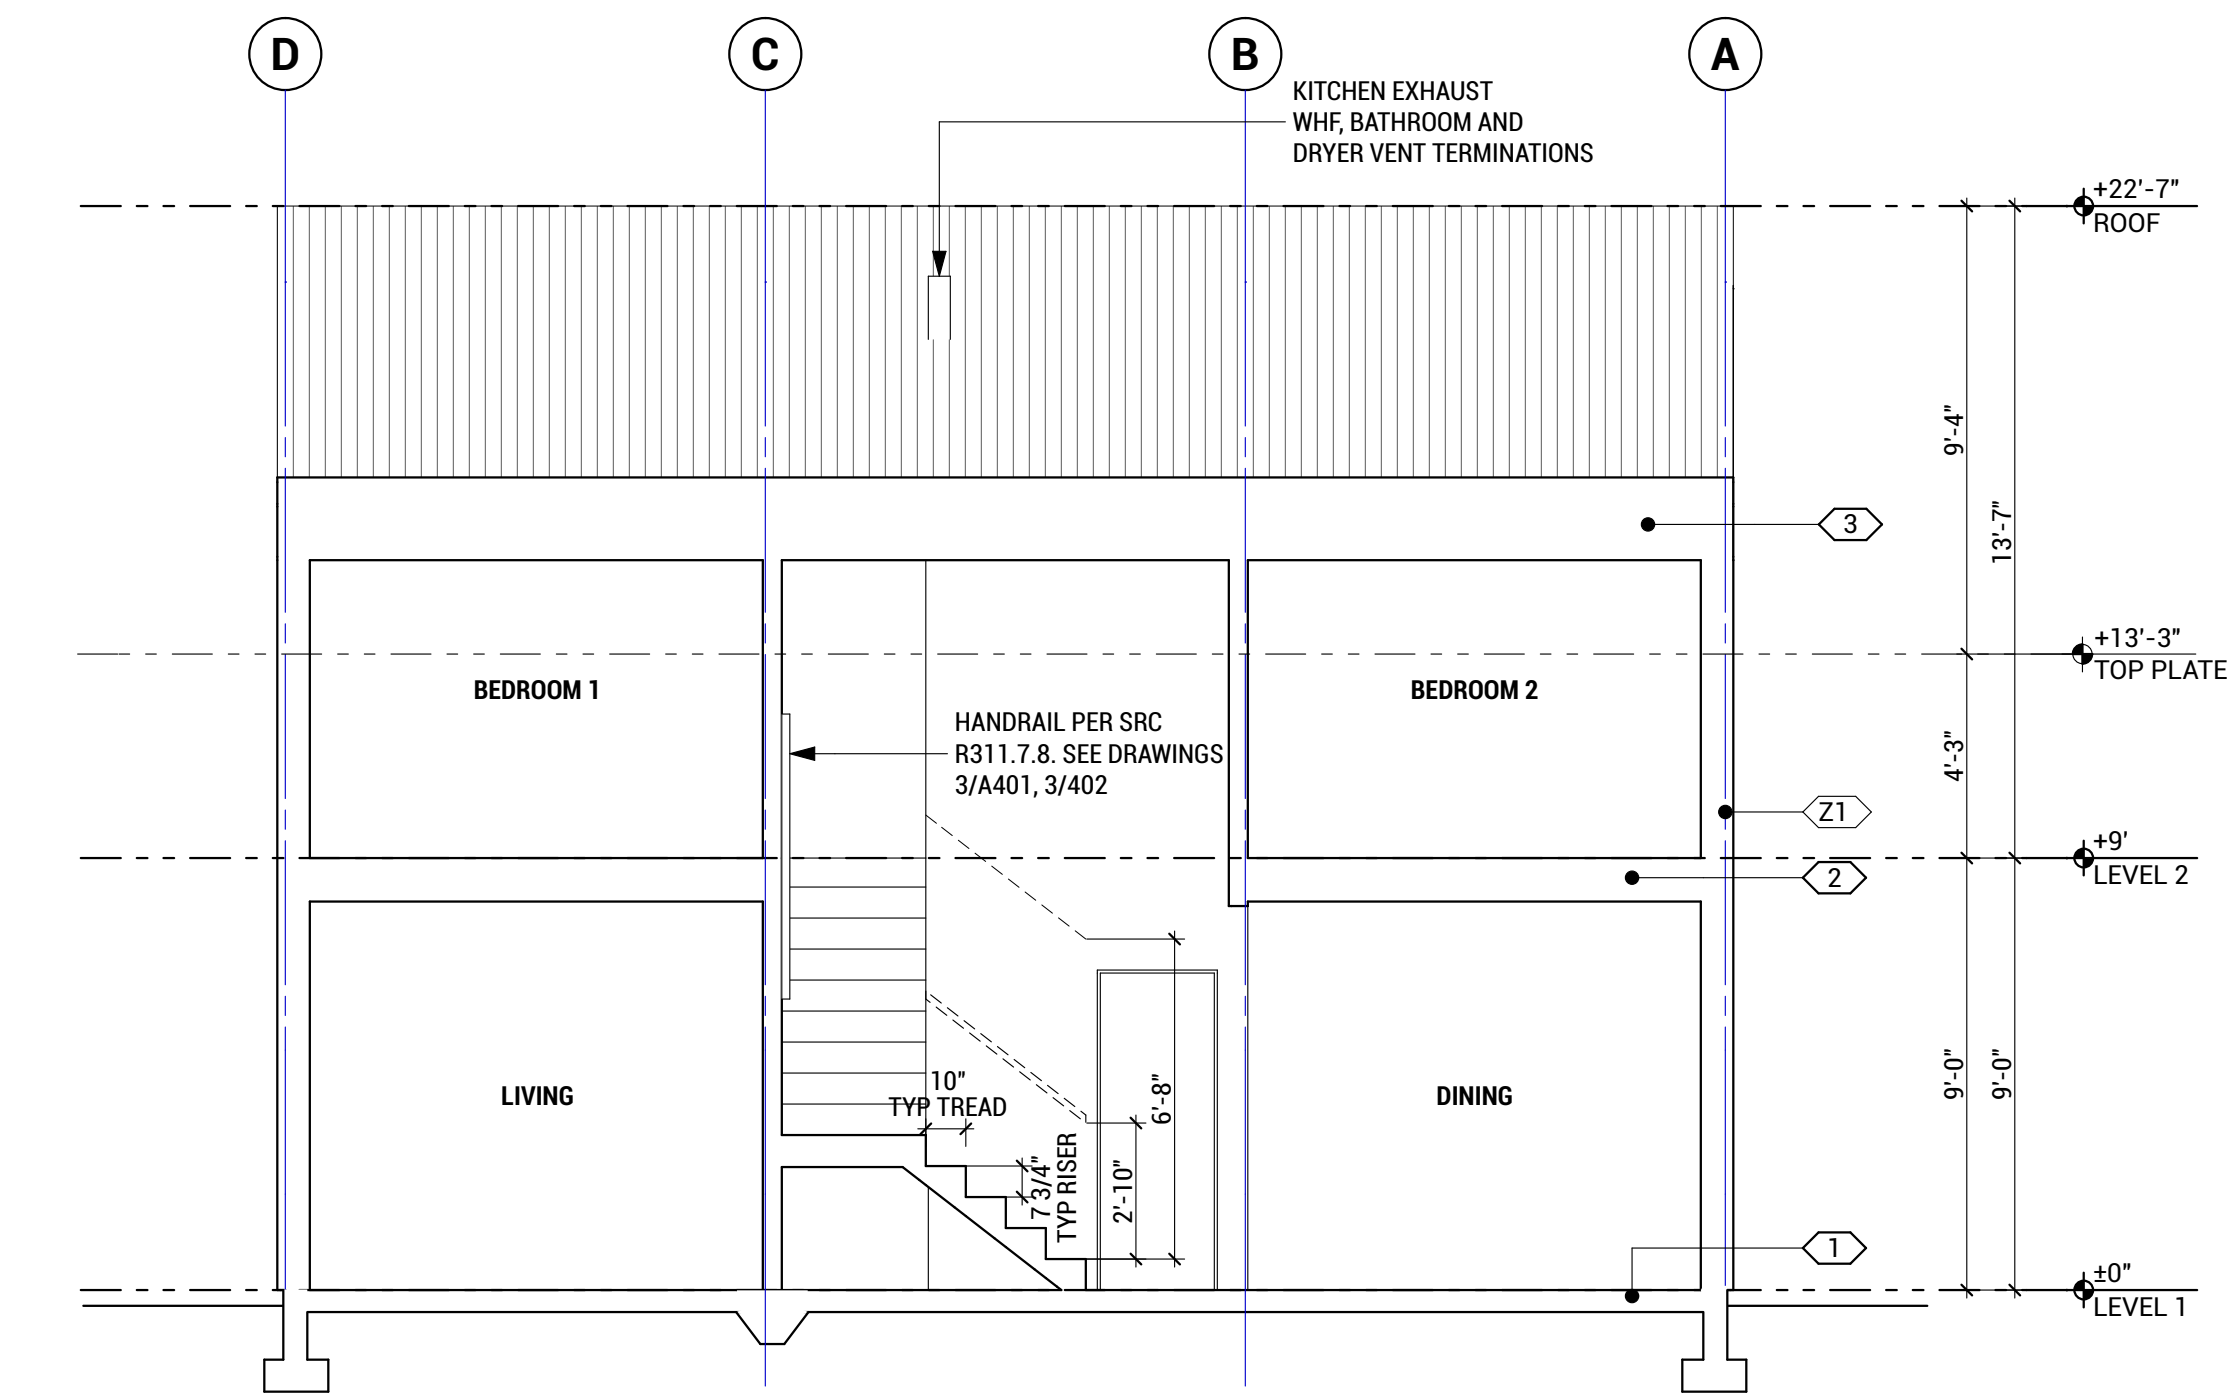 D
C
B
A
KITCHEN EXHAUST
WHF, BATHROOM AND
DRYER VENT TERMINATIONS
+22'-7"
ROOF
9'-4"
13'-7"
3
+13'-3"
TOP PLATE
BEDROOM 1
BEDROOM 2
HANDRAIL PER SRC
R311.7.8. SEE DRAWINGS
3/A401, 3/402
4'-3"
Z1
+9'
LEVEL 2
2
LIVING
DINING
10"
TYP TREAD
7 3/4"
TYP RISER
2'-10"
6'-8"
9'-0"
9'-0"
1
±0"
LEVEL 1